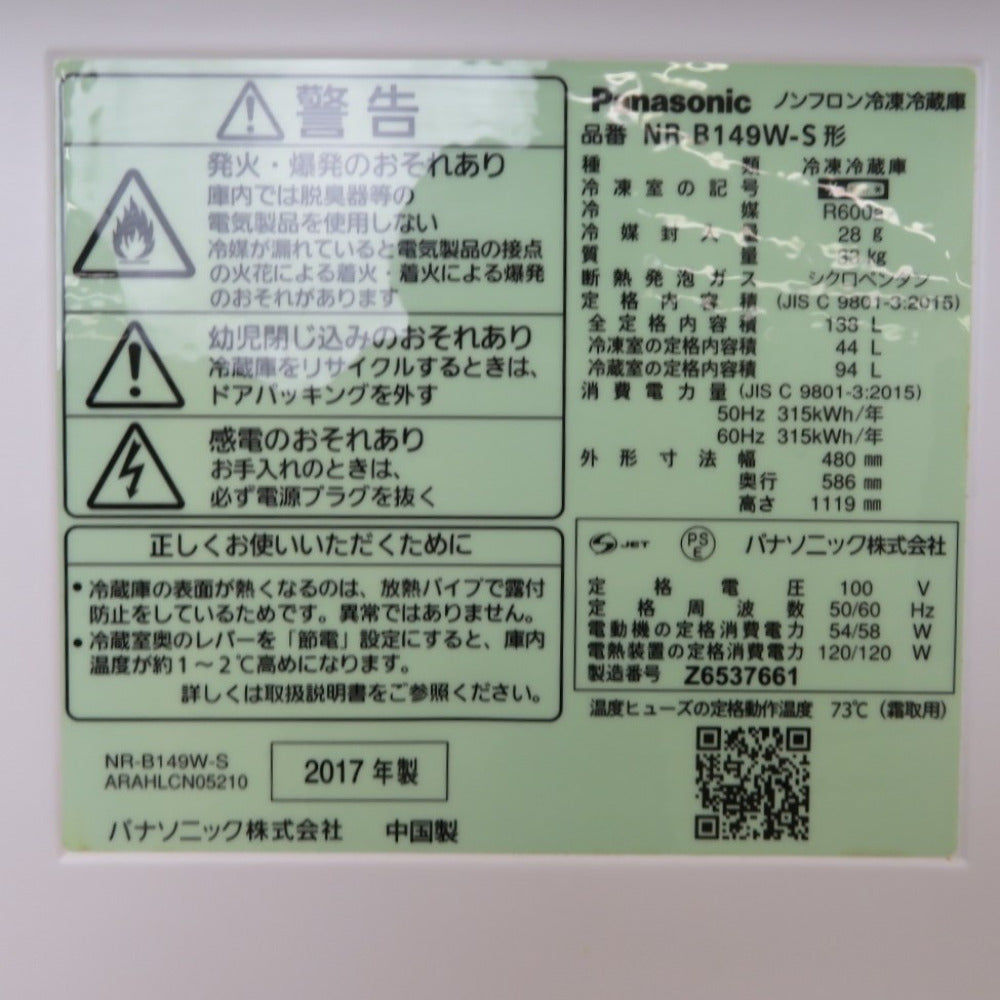 警告
発火・爆発のおそれあり
庫内では脱臭器等の
電気製品を使用しない
冷媒が漏れていると電気製品の接点
の火花による着火・着火による爆発
のおそれがあります
幼児閉じ込めのおそれあり
冷蔵庫をリサイクルするときは、
ドアパッキングを外す
感電のおそれあり
お手入れのときは、
必ず電源プラグを抜く
正しくお使いいただくために
・冷蔵庫の表面が熱くなるのは、放熱パイプで露付
防止をしているためです。異常ではありません。
・冷蔵室奥のレバーを「節電」設定にすると、庫内
温度が約1～2℃高めになります。
詳しくは取扱説明書をご参照ください。
NR-B149W-S
ARAHLCN05210
2017年製
パナソニック株式会社 中国製
Panasonic ノンフロン冷凍冷蔵庫
品番 NR-B149W-S形
種類 冷凍冷蔵庫
冷凍室の記号
冷媒 R600a
冷媒封入量 28 g
質量 kg
断熱発泡ガス シクロペンタン
定格内容積 (JIS C 9801-3:2015)
全定格内容積 138 L
冷凍室の定格内容積 44 L
冷蔵室の定格内容積 94 L
消費電力量 (JIS C 9801-3:2015)
50Hz 315kWh/年
60Hz 315kWh/年
外形寸法幅 480 mm
奥行 586 mm
高さ 1119 mm
JET PS E パナソニック株式会社
定格電圧 100 V
定格周波数 50/60 Hz
電動機の定格消費電力 54/58 W
電熱装置の定格消費電力 120/120 W
製造番号 Z6537661
温度ヒューズの定格動作温度 73℃（霜取用）